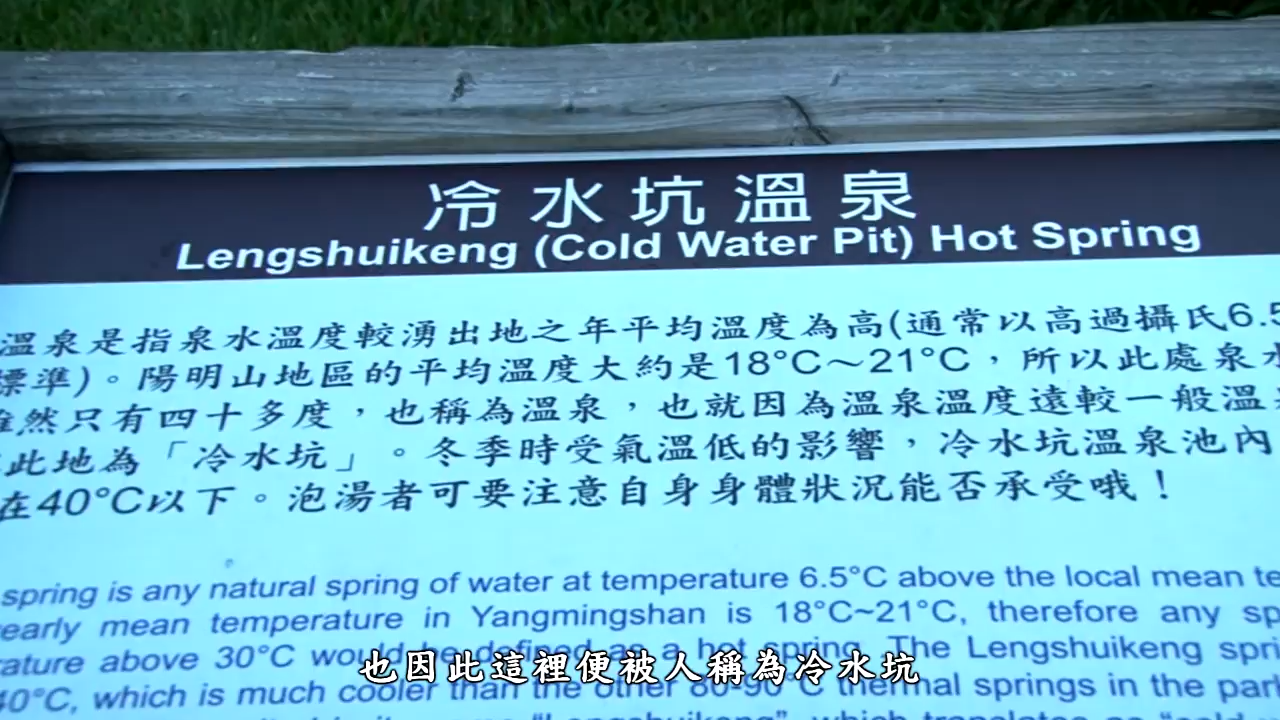 冷水坑溫泉
Lengshuikeng (Cold Water Pit) Hot Spring
溫泉是指泉水溫度較湧出地之年平均溫度為高(通常以高過攝氏6.5
標準)。陽明山地區的平均溫度大約是18°C～21°C，所以此處泉水
雖然只有四十多度，也稱為溫泉，也就因為溫泉溫度遠較一般溫
此地為「冷水坑」。冬季時受氣溫低的影響，冷水坑溫泉池內
在40°C以下。泡湯者可要注意自身身體狀況能否承受哦！
spring is any natural spring of water at temperature 6.5°C above the local mean te
early mean temperature in Yangmingshan is 18°C~21°C, therefore any sp
rature above 30°C would be defined as a hot spring. The Lengshuikeng spri
40°C, which is much cooler than the other 80-90°C thermal springs in the park
"Lengshuikeng", which translates as "cold
也因此這裡便被人稱為冷水坑